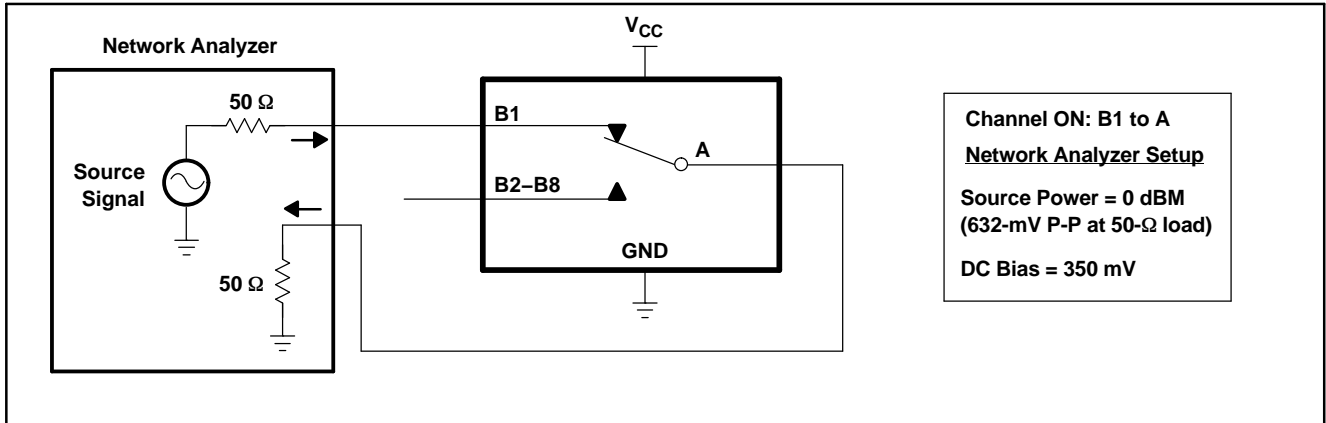 Network Analyzer
50 Ω
Source
Signal
50 Ω
VCC
B1
A
B2–B8
GND
Channel ON: B1 to A
Network Analyzer Setup
Source Power = 0 dBM
(632-mV P-P at 50-Ω load)
DC Bias = 350 mV